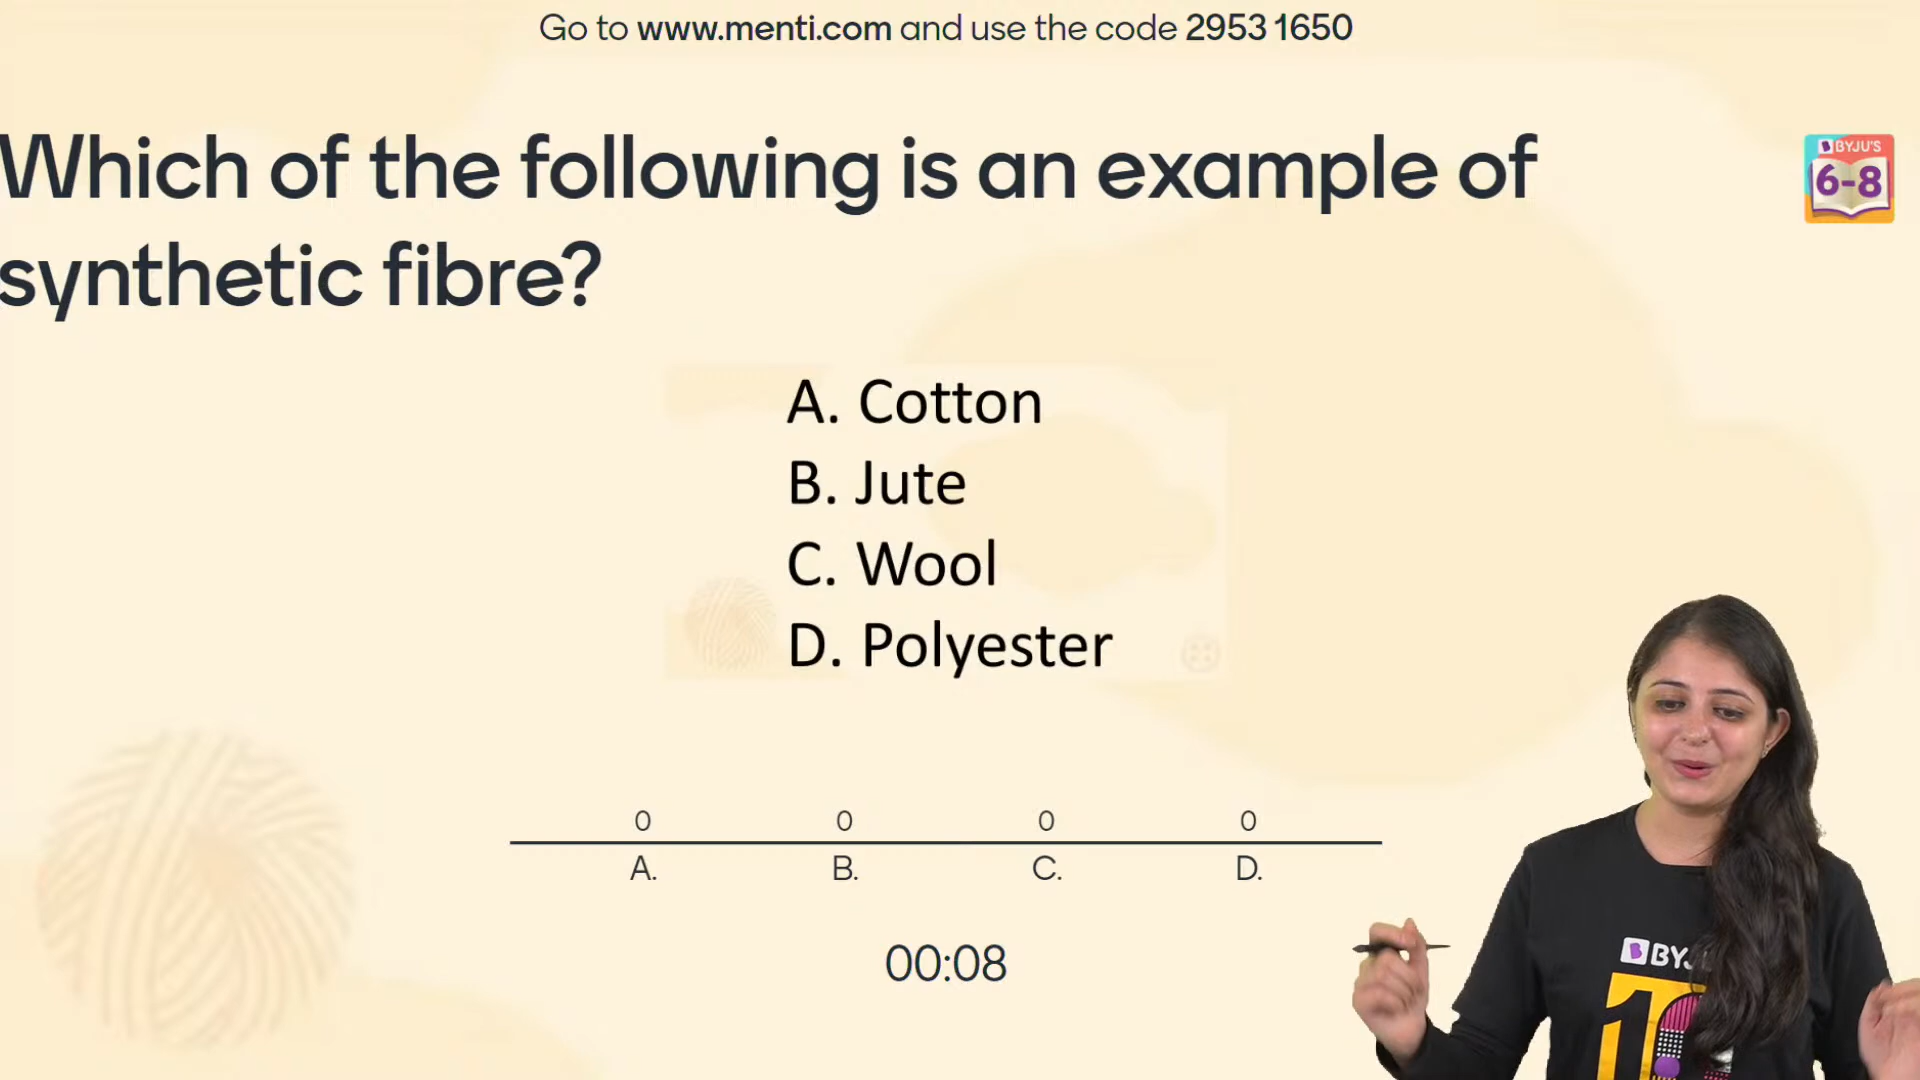 Go to www.menti.com and use the code 2953 1650
Which of the following is an example of
synthetic fibre?
BYJU'S
6-8
A. Cotton
B. Jute
C. Wool
D. Polyester
0 0 0 0
A. B. C. D.
00:08